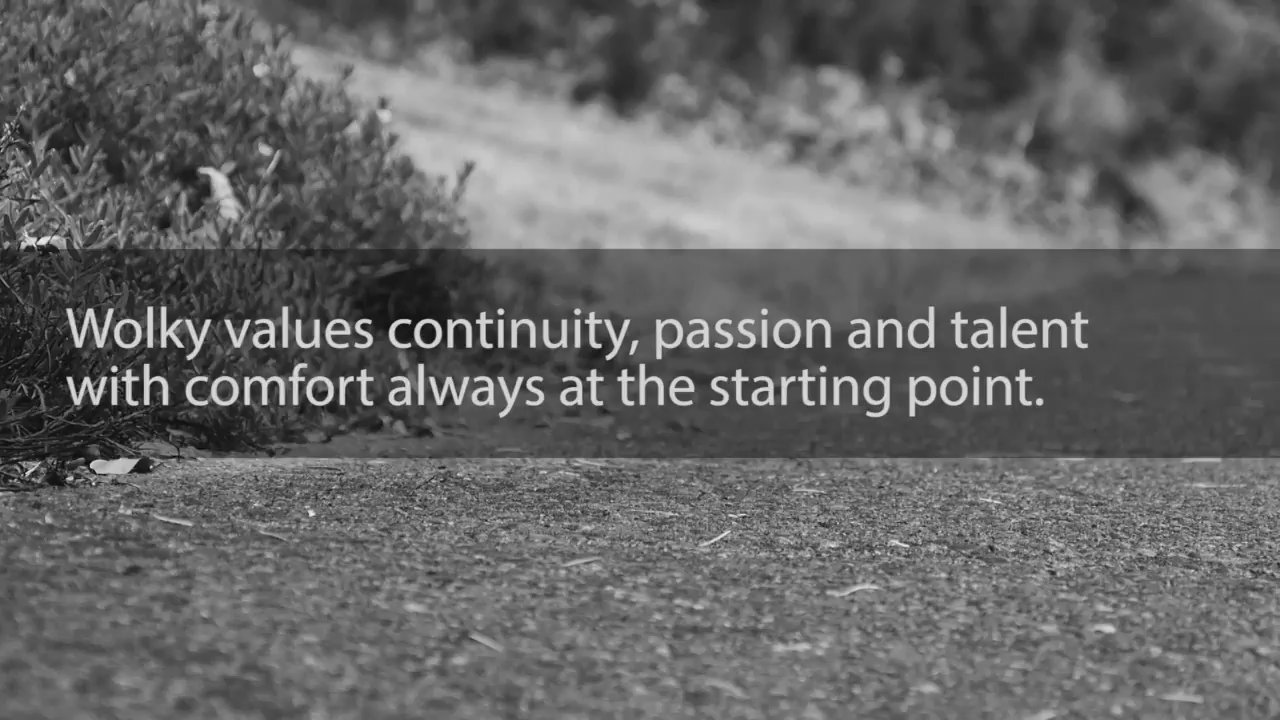 Wolky values continuity, passion and talent
with comfort always at the starting point.